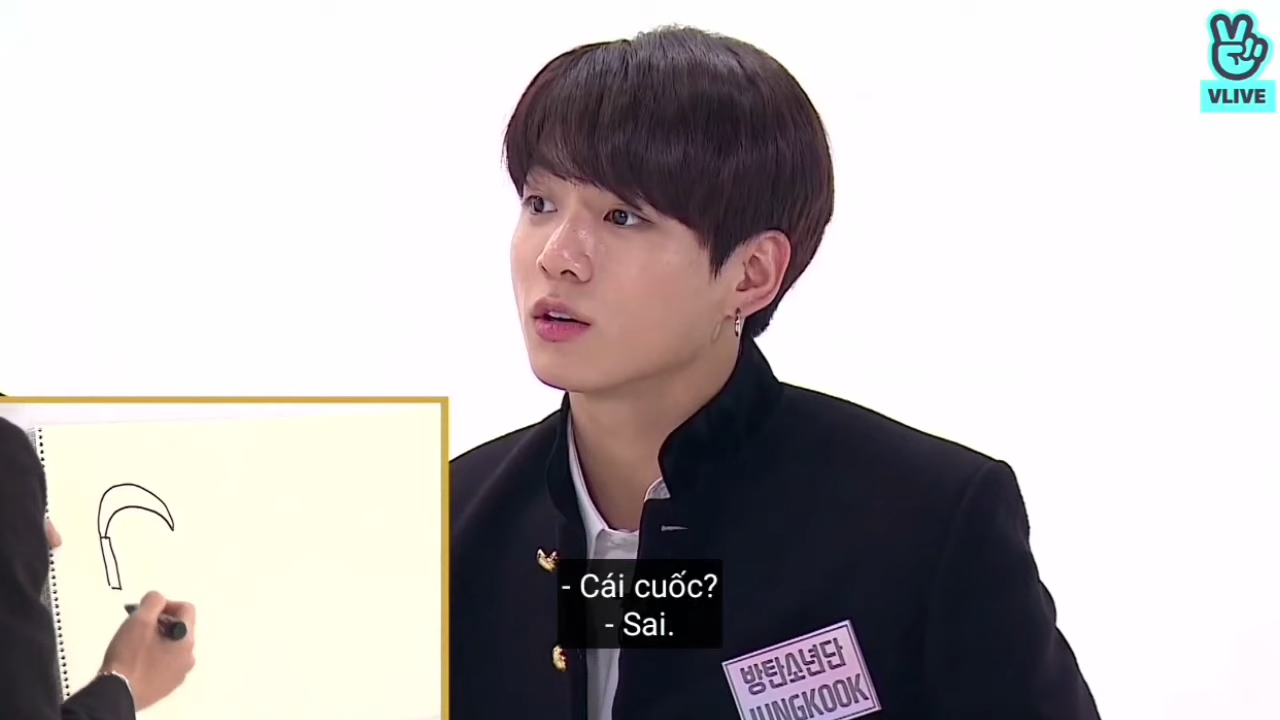 VLIVE
- Cái cuốc?
- Sai.
방탄소년단
JUNGKOOK